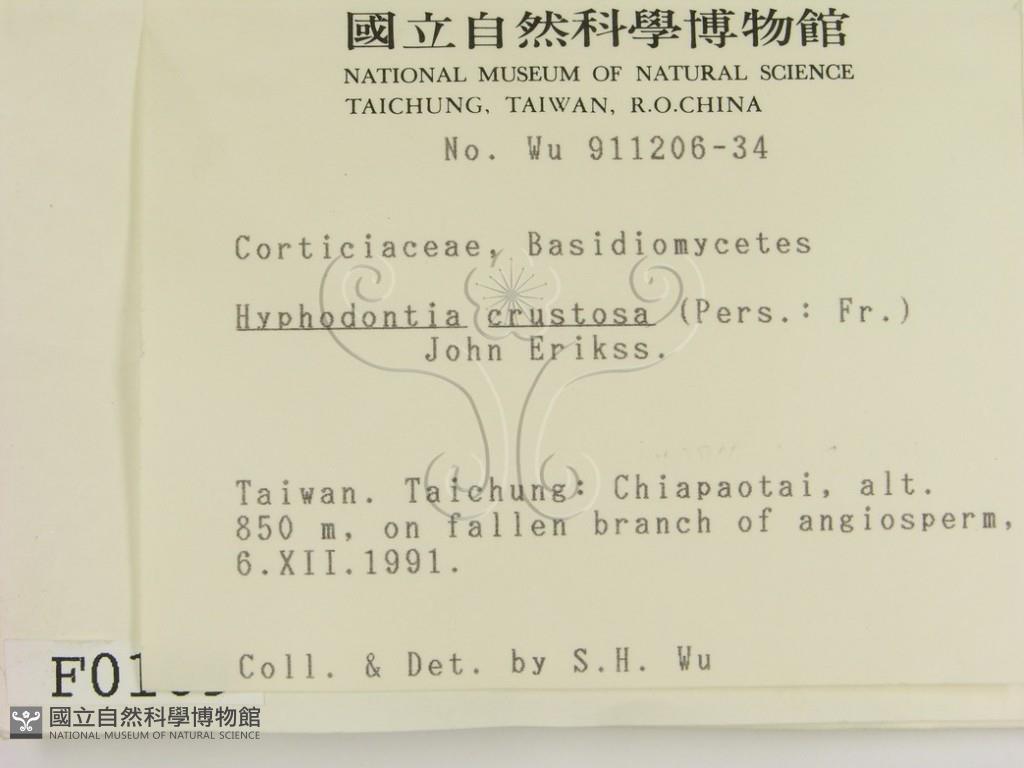 國立自然科學博物館
NATIONAL MUSEUM OF NATURAL SCIENCE
TAICHUNG, TAIWAN, R.O.CHINA
No. Wu 911206-34
Corticiaceae, Basidiomycetes
Hyphodontia crustosa (Pers.: Fr.)
John Erikss.
Taiwan. Taichung: Chiapaotai, alt.
850 m, on fallen branch of angiosperm,
6.XII.1991.
Coll. & Det. by S.H. Wu
國立自然科學博物館
NATIONAL MUSEUM OF NATURAL SCIENCE